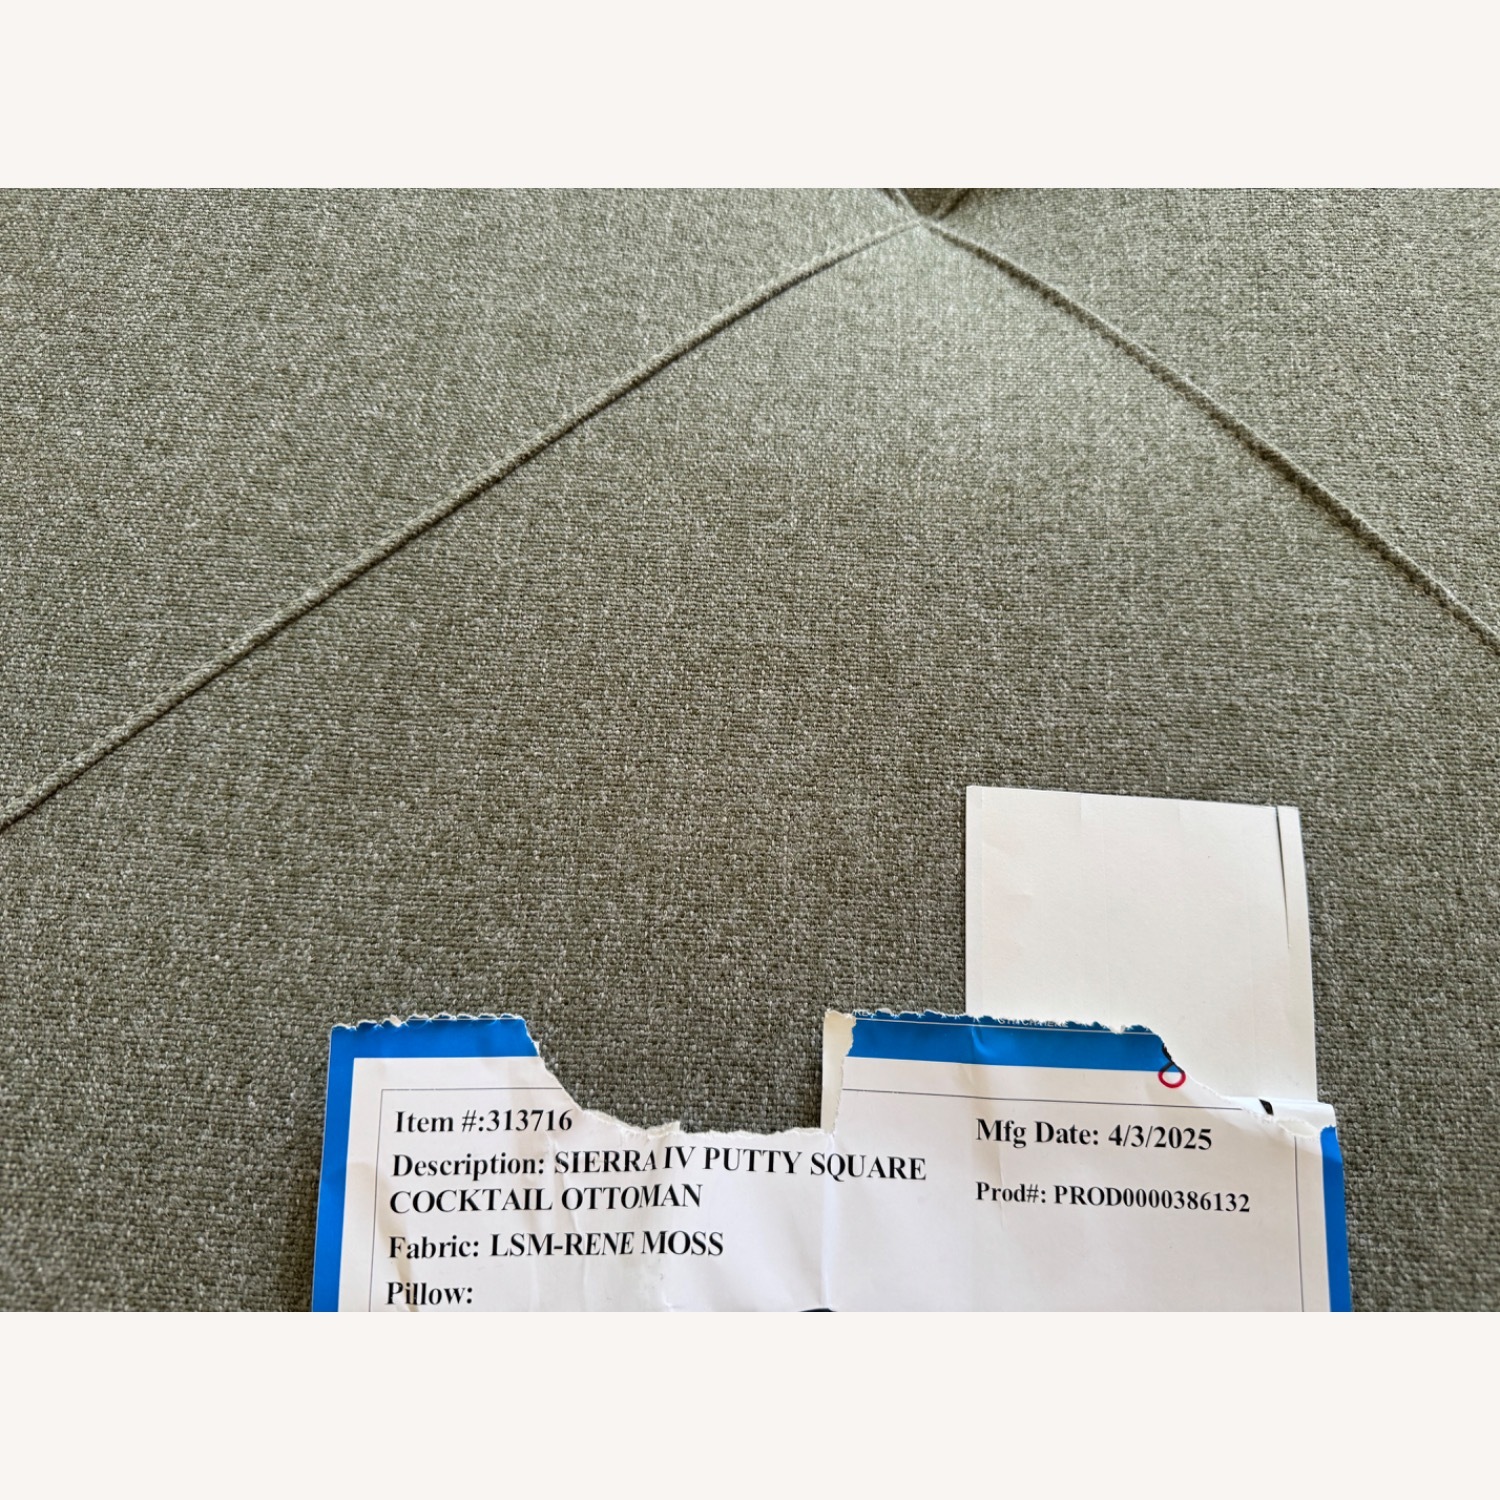 Item #:313716
Mfg Date: 4/3/2025
Description: SIERRA IV PUTTY SQUARE
COCKTAIL OTTOMAN
Prod#: PROD0000386132
Fabric: LSM-RENE MOSS
Pillow: